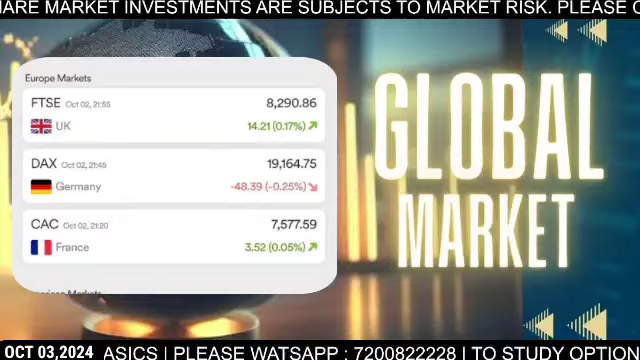 HARE MARKET INVESTMENTS ARE SUBJECTS TO MARKET RISK. PLEASE C
Europe Markets
FTSE Oct 02, 21:55 8,290.86
UK 14.21 (0.17%)
DAX Oct 02, 21:45 19,164.75
Germany -48.39 (-0.25%)
CAC Oct 02, 21:20 7,577.59
France 3.52 (0.05%)
GLOBAL
MARKET
OCT 03,2024 ASICS | PLEASE WATSAPP : 7200822228 | TO STUDY OPTION